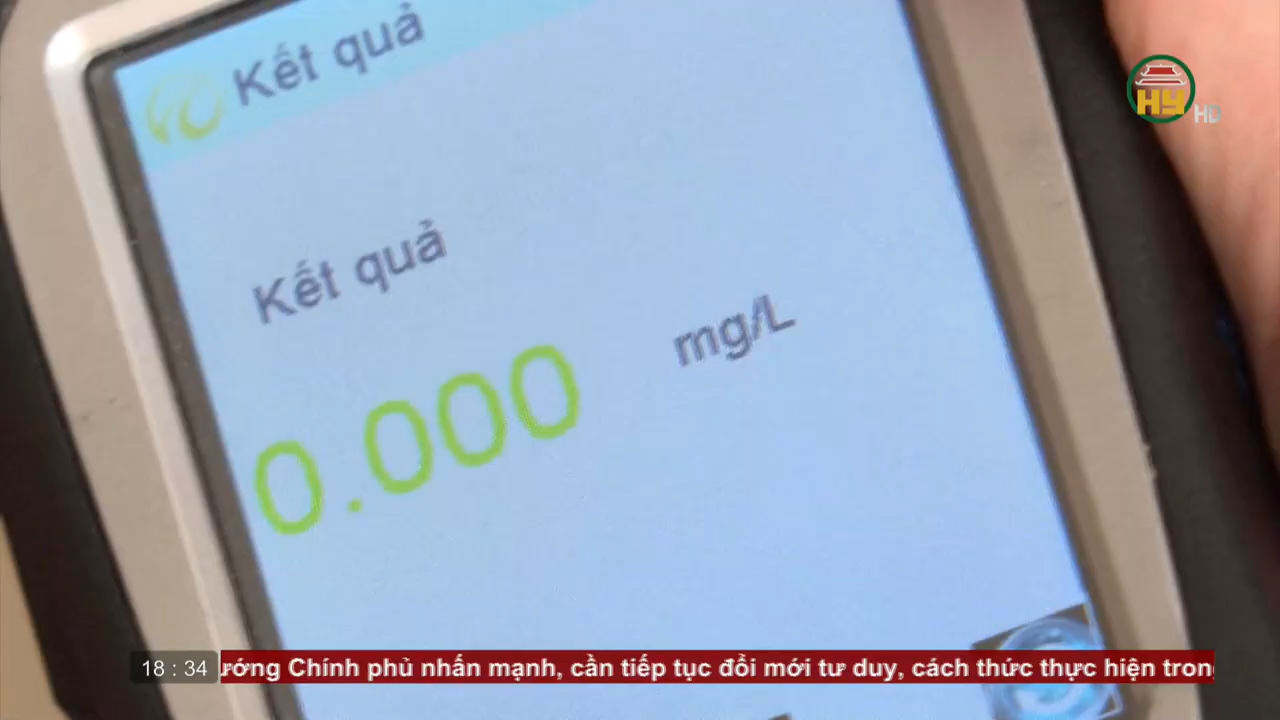 Kết quả
HY HD
Kết quả
mg/L
0.000
18 : 34
ướng Chính phủ nhấn mạnh, cần tiếp tục đổi mới tư duy, cách thức thực hiện trong